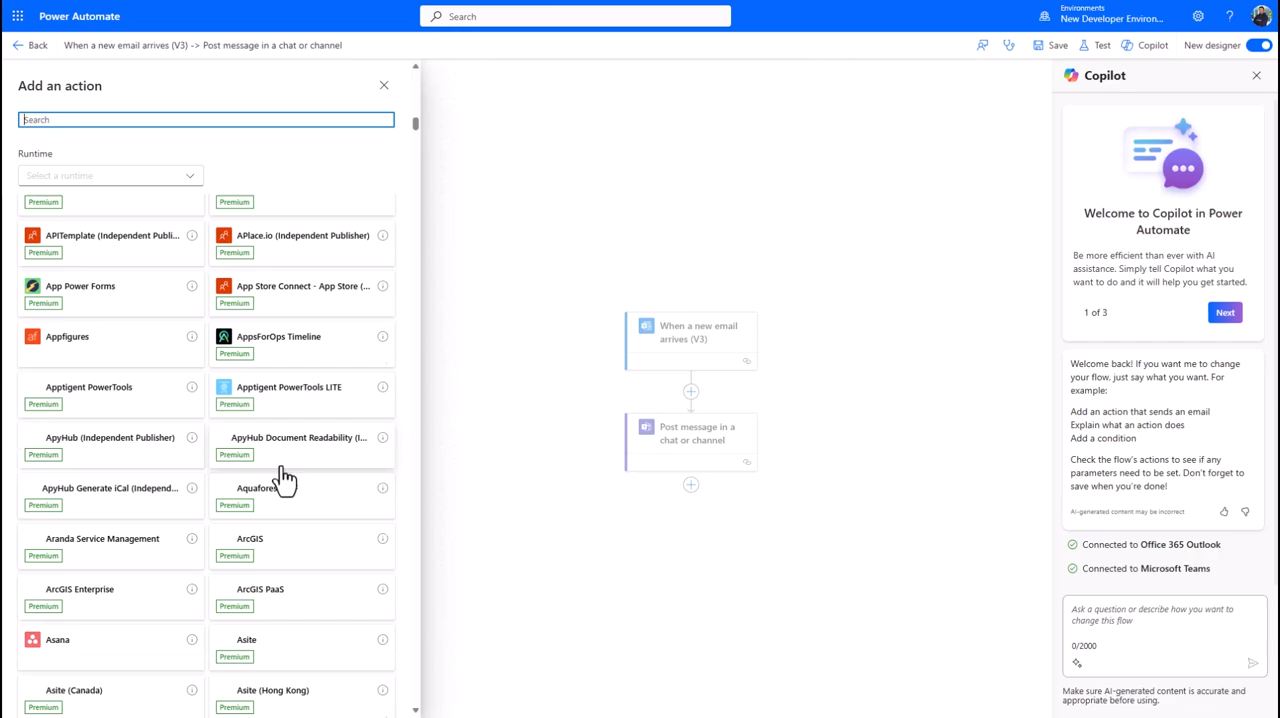 Power Automate
Search
Environments
New Developer Environ...
Back
When a new email arrives (V3) -> Post message in a chat or channel
Save
Test
Copilot
New designer
Add an action
Search
Runtime
Select a runtime
Premium
Premium
APITemplate (Independent Publi...
Premium
APlace.io (Independent Publisher)
Premium
App Power Forms
Premium
App Store Connect - App Store (...
Premium
Appfigures
AppsForOps Timeline
Premium
Apptigent PowerTools
Premium
Apptigent PowerTools LITE
Premium
ApyHub (Independent Publisher)
Premium
ApyHub Document Readability (I...
Premium
ApyHub Generate iCal (Independ...
Premium
Premium
Aranda Service Management
Premium
ArcGIS
Premium
ArcGIS Enterprise
Premium
ArcGIS PaaS
Premium
Asana
Asite
Premium
Asite (Canada)
Premium
Asite (Hong Kong)
Premium
When a new email
arrives (V3)
Post message in a
chat or channel
Copilot
Welcome to Copilot in Power
Automate
Be more efficient than ever with AI
assistance. Simply tell Copilot what you
want to do and it will help you get started.
1 of 3
Next
Welcome back! If you want me to change
your flow, just say what you want. For
example:
Add an action that sends an email
Explain what an action does
Add a condition
Check the flow's actions to see if any
parameters need to be set. Don't forget to
save when you're done!
AI-generated content may be incorrect
Connected to Office 365 Outlook
Connected to Microsoft Teams
Ask a question or describe how you want to
change this flow
0/2000
Make sure AI-generated content is accurate and
appropriate before using.